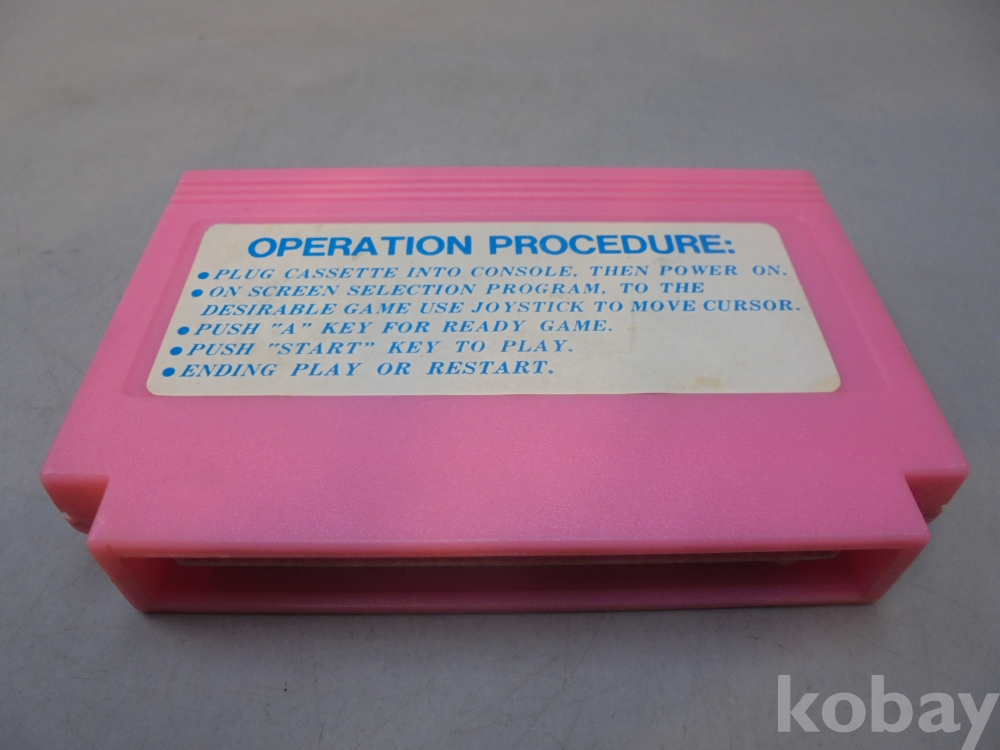 OPERATION PROCEDURE:
● PLUG CASSETTE INTO CONSOLE, THEN POWER ON.
● ON SCREEN SELECTION PROGRAM, TO THE
DESIRABLE GAME USE JOYSTICK TO MOVE CURSOR.
● PUSH "A" KEY FOR READY GAME.
● PUSH "START" KEY TO PLAY.
● ENDING PLAY OR RESTART.
kobay